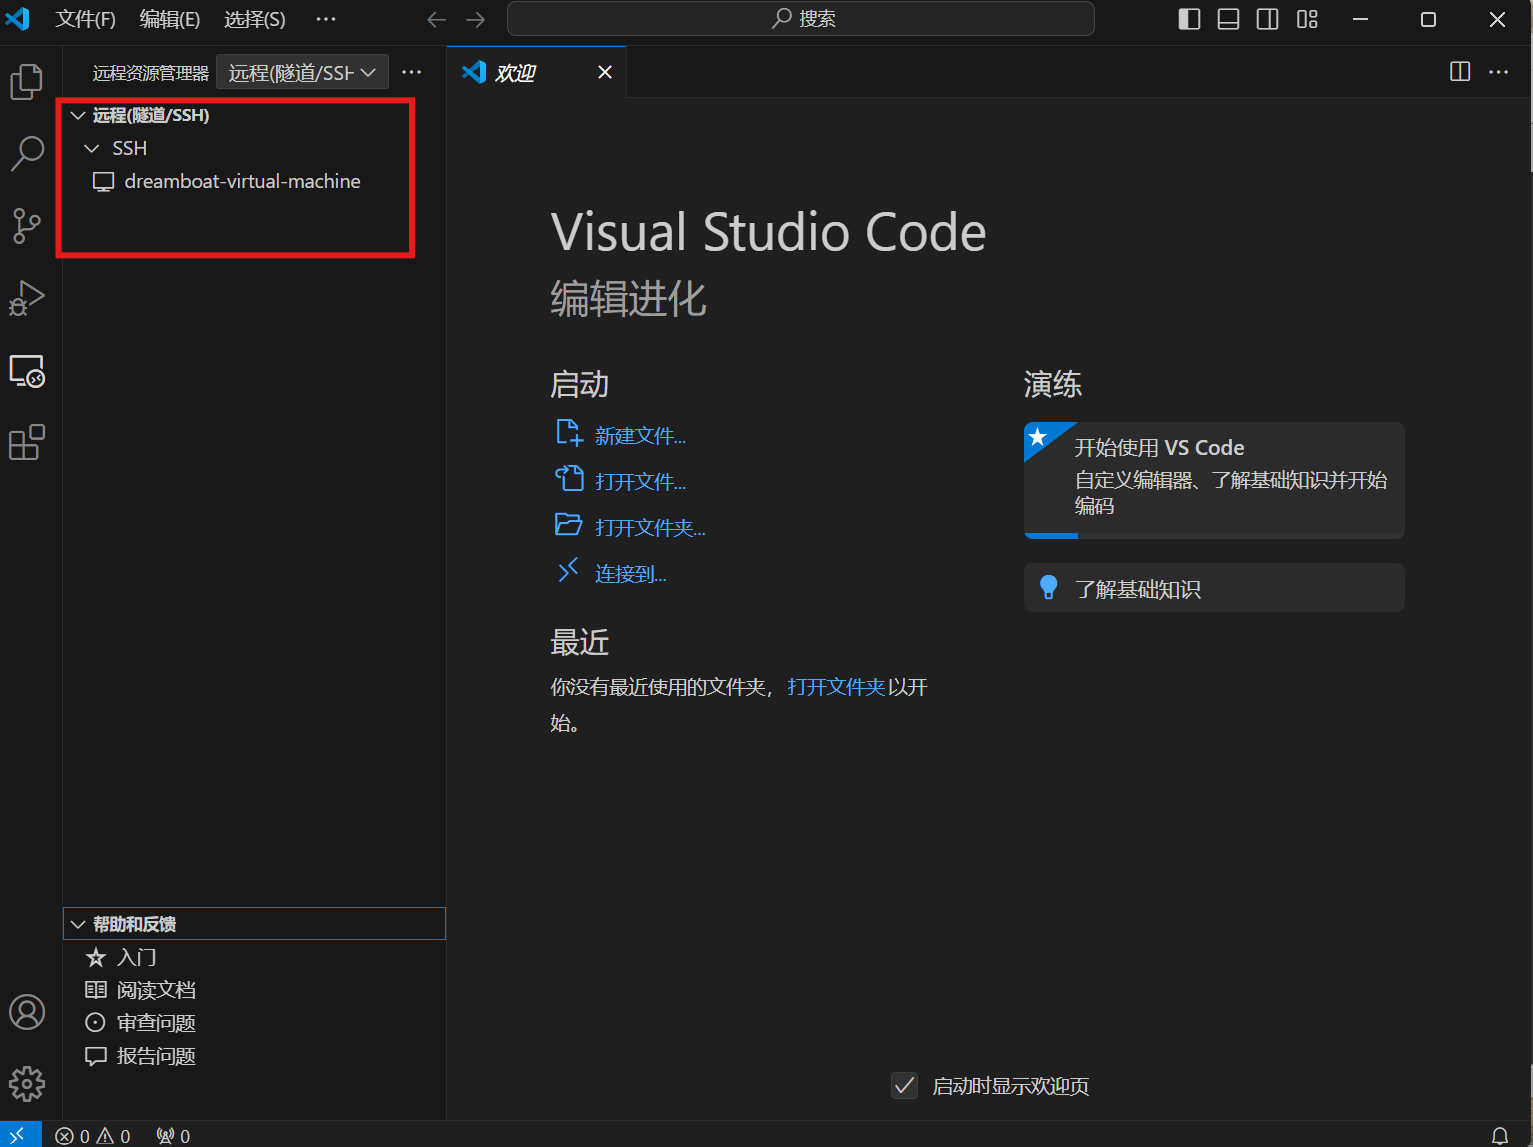 文件(F) 编辑(E) 选择(S) ··· 搜索
远程资源管理器 远程(隧道/SSH ···
欢迎
远程(隧道/SSH)
SSH
dreamboat-virtual-machine
Visual Studio Code
编辑进化
启动
新建文件...
打开文件...
打开文件夹...
连接到...
最近
你没有最近使用的文件夹，打开文件夹以开
始。
演练
开始使用 VS Code
自定义编辑器、了解基础知识并开始
编码
了解基础知识
帮助和反馈
入门
阅读文档
审查问题
报告问题
启动时显示欢迎页
0 0 0